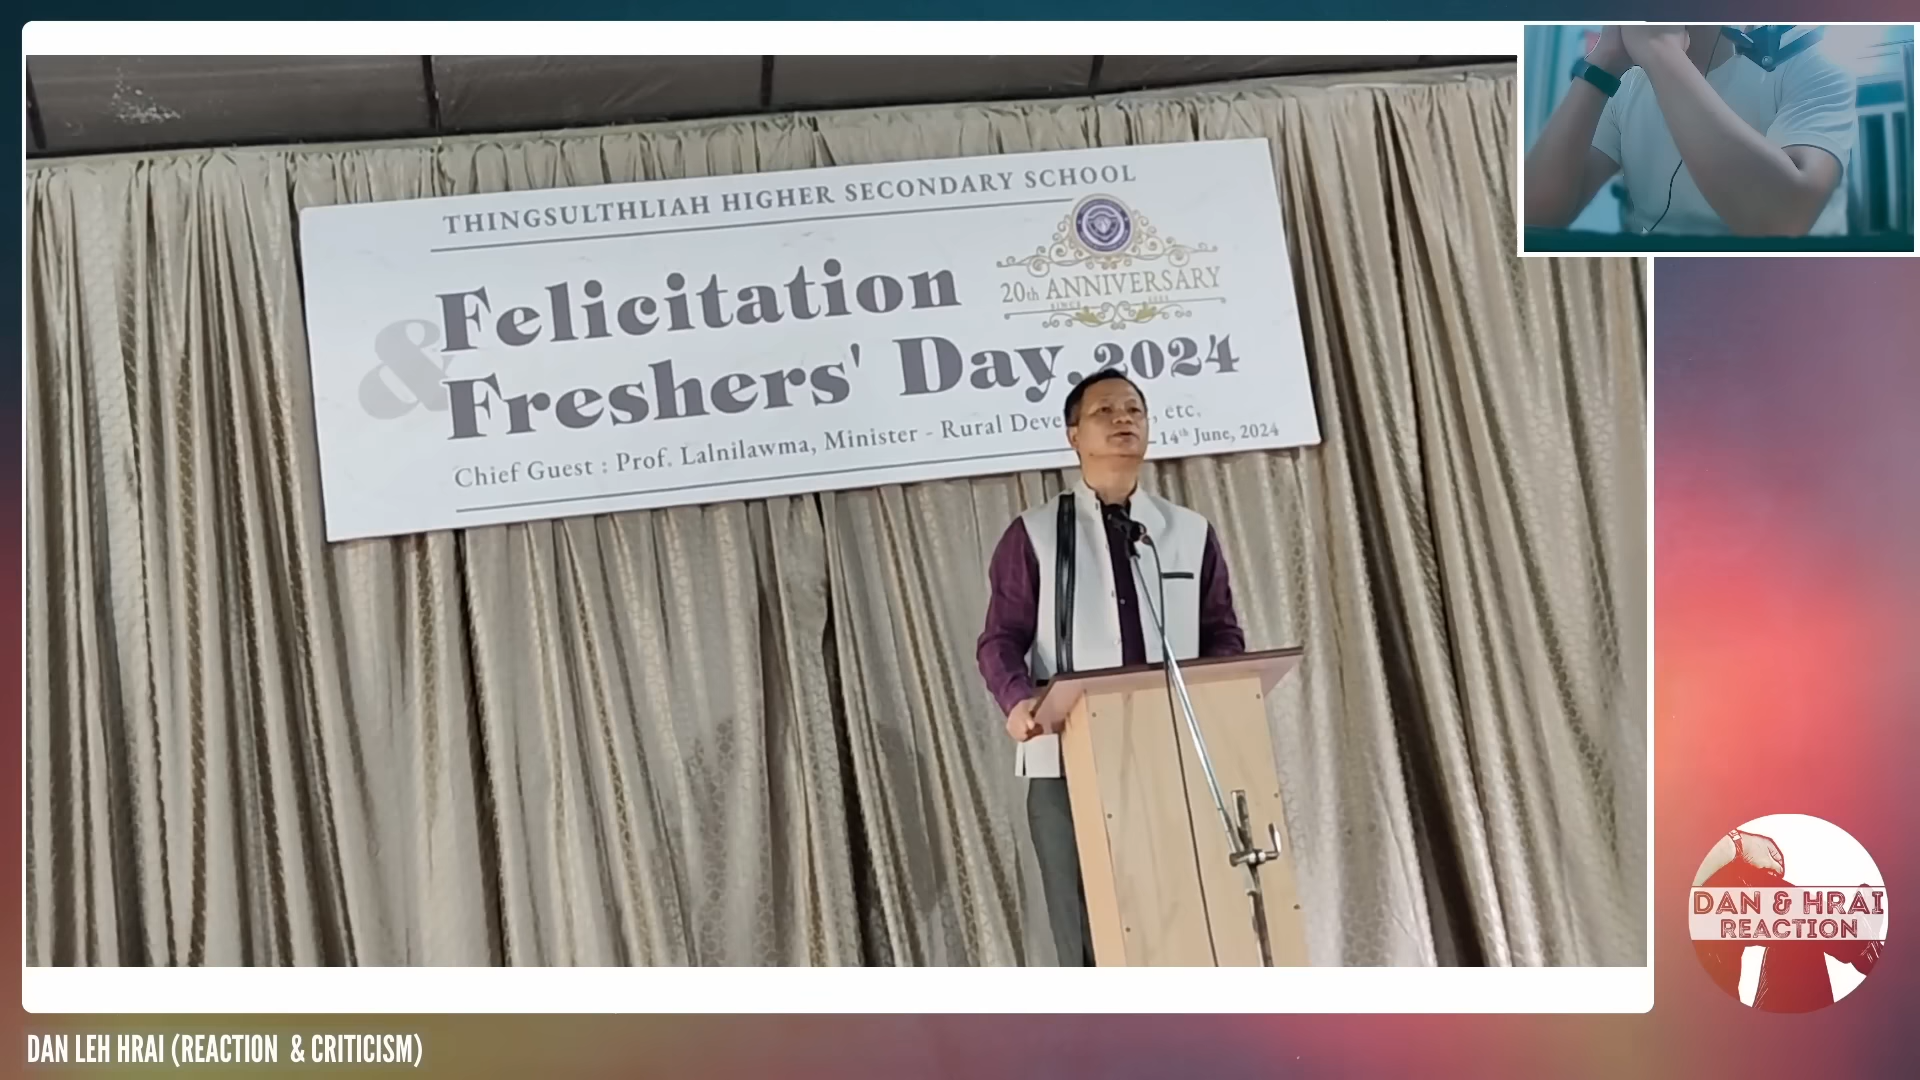 THINGSULTHLIAH HIGHER SECONDARY SCHOOL
20th ANNIVERSARY
Felicitation
& Freshers' Day, 2024
Chief Guest : Prof. Lalnilawma, Minister - Rural Deve , etc.
14th June, 2024
DAN & HRAI
REACTION
DAN LEH HRAI (REACTION & CRITICISM)